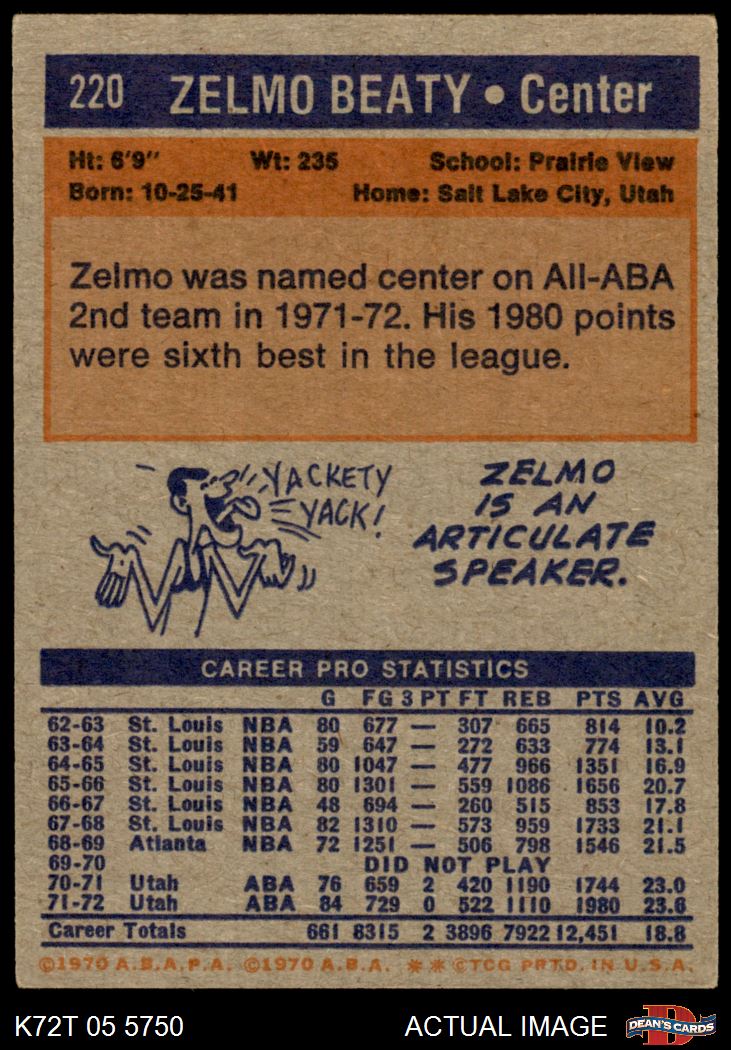 220 ZELMO BEATY • Center
Ht: 6'9" Wt: 235 School: Prairie View
Born: 10-25-41 Home: Salt Lake City, Utah
Zelmo was named center on All-ABA
2nd team in 1971-72. His 1980 points
were sixth best in the league.
YACKETY
YACK!
ZELMO
IS AN
ARTICULATE
SPEAKER.
CAREER PRO STATISTICS
G FG 3 PT FT REB PTS AVG
62-63 St. Louis NBA 80 677 — 307 665 814 10.2
63-64 St. Louis NBA 59 647 — 272 633 774 13.1
64-65 St. Louis NBA 80 1047 — 477 966 1351 16.9
65-66 St. Louis NBA 80 1301 — 559 1086 1656 20.7
66-67 St. Louis NBA 48 694 — 260 515 853 17.8
67-68 St. Louis NBA 82 1310 — 573 959 1733 21.1
68-69 Atlanta NBA 72 1251 — 506 798 1546 21.5
69-70 DID NOT PLAY
70-71 Utah ABA 76 659 2 420 1190 1744 23.0
71-72 Utah ABA 84 729 0 522 1110 1980 23.6
Career Totals 661 8315 2 3896 7922 12,451 18.8
©1970 A.B.A.P.A. ©1970 A.B.A. ** ©TCG PRTD. IN U.S.A.
K72T 05 5750 ACTUAL IMAGE D DEAN'S CARDS